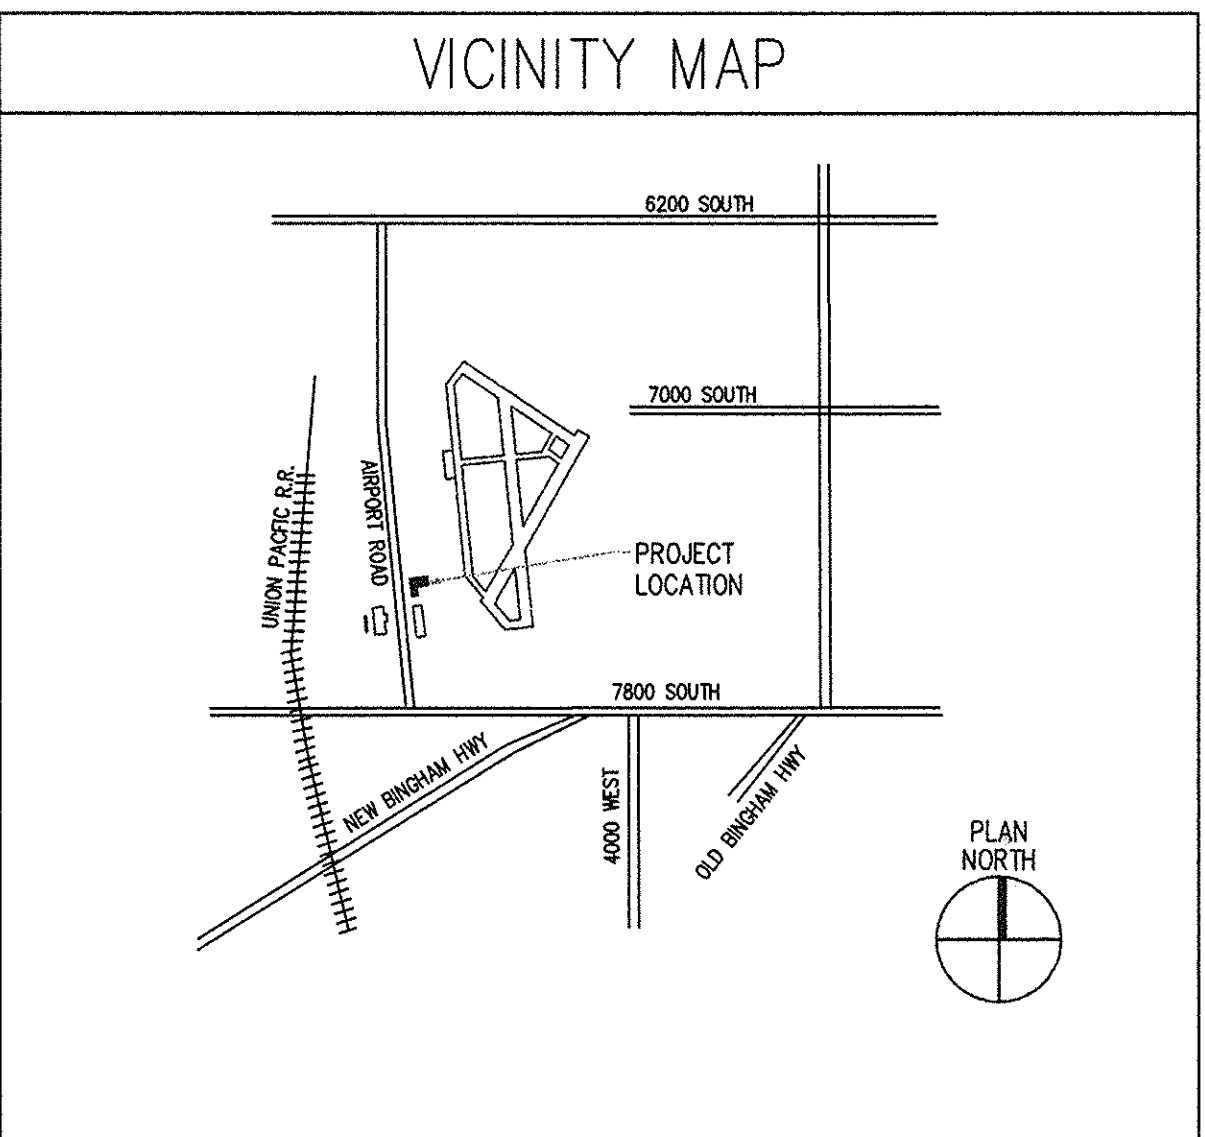 VICINITY MAP
6200 SOUTH
7000 SOUTH
UNION PACFIC R.R.
AIRPORT ROAD
PROJECT
LOCATION
7800 SOUTH
NEW BINGHAM HWY
4000 WEST
OLD BINGHAM HWY
PLAN
NORTH